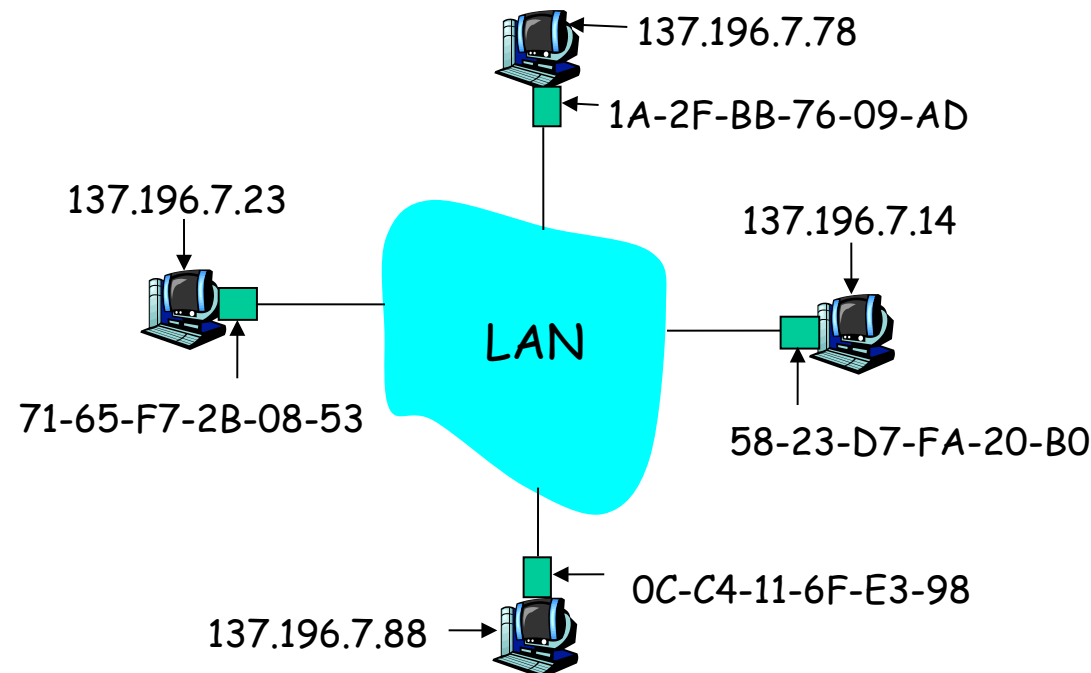 137.196.7.78
1A-2F-BB-76-09-AD
137.196.7.23
137.196.7.14
LAN
71-65-F7-2B-08-53
58-23-D7-FA-20-B0
0C-C4-11-6F-E3-98
137.196.7.88